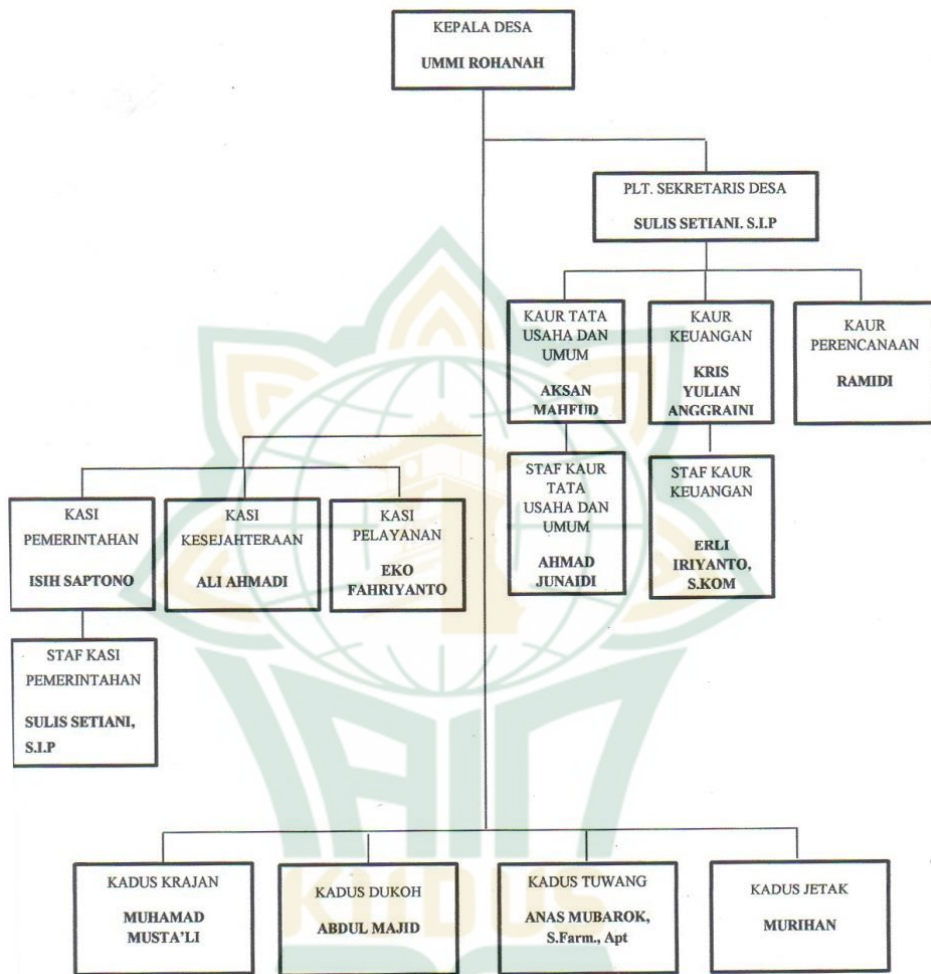 KEPALA DESA
UMMI ROHANAH
PLT. SEKRETARIS DESA
SULIS SETIANI. S.I.P
KAUR TATA
USAHA DAN
UMUM
AKSAN
MAHFUD
KAUR
KEUANGAN
KRIS
YULIAN
ANGGRAINI
KAUR
PERENCANAAN
RAMIDI
STAF KAUR
TATA
USAHA DAN
UMUM
AHMAD
JUNAIDI
STAF KAUR
KEUANGAN
ERLI
IRIYANTO,
S.KOM
KASI
PEMERINTAHAN
ISIH SAPTONO
KASI
KESEJAHTERAAN
ALI AHMADI
KASI
PELAYANAN
EKO
FAHRIYANTO
STAF KASI
PEMERINTAHAN
SULIS SETIANI,
S.I.P
KADUS KRAJAN
MUHAMAD
MUSTA'LI
KADUS DUKOH
ABDUL MAJID
KADUS TUWANG
ANAS MUBAROK,
S.Farm., Apt
KADUS JETAK
MURIHAN
IAIN
KUDUS